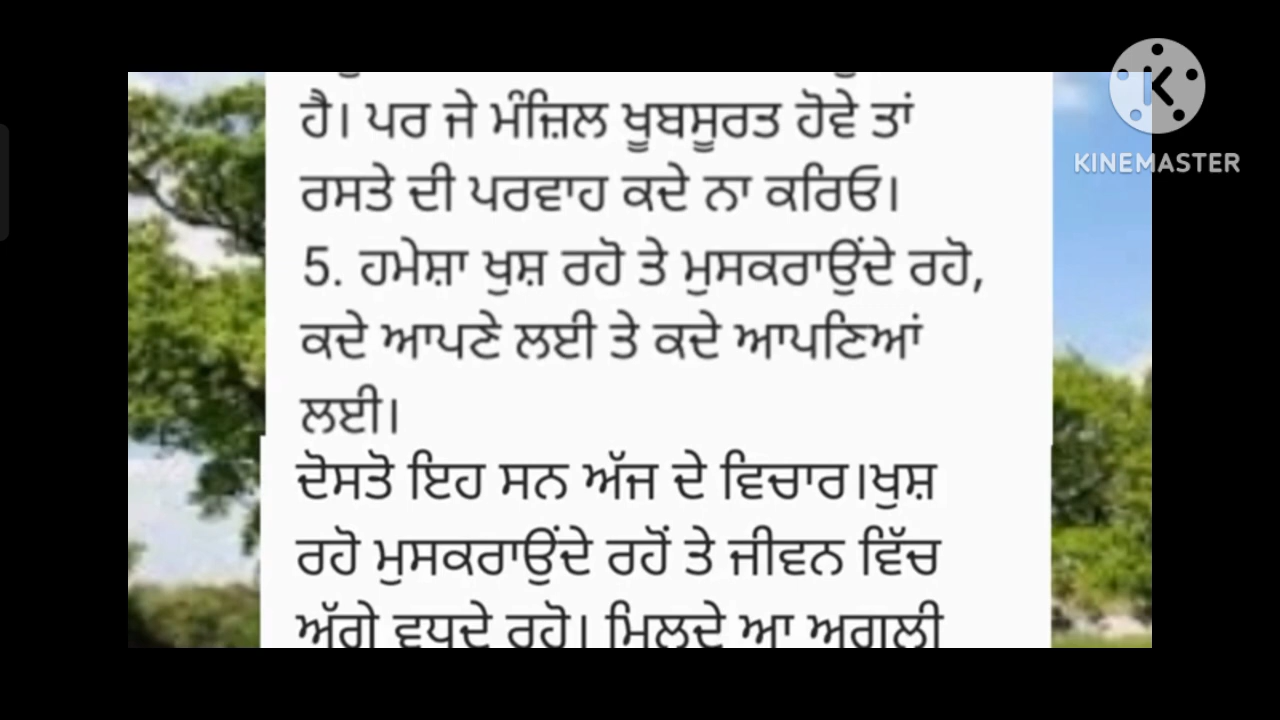 ਹੈ। ਪਰ ਜੇ ਮੰਜ਼ਿਲ ਖੂਬਸੂਰਤ ਹੋਵੇ ਤਾਂ
ਰਸਤੇ ਦੀ ਪਰਵਾਹ ਕਦੇ ਨਾ ਕਰਿਓ।
5. ਹਮੇਸ਼ਾ ਖੁਸ਼ ਰਹੋ ਤੇ ਮੁਸਕਰਾਉਂਦੇ ਰਹੋ,
ਕਦੇ ਆਪਣੇ ਲਈ ਤੇ ਕਦੇ ਆਪਣਿਆਂ
ਲਈ।
ਦੋਸਤੋ ਇਹ ਸਨ ਅੱਜ ਦੇ ਵਿਚਾਰ।ਖੁਸ਼
ਰਹੋ ਮੁਸਕਰਾਉਂਦੇ ਰਹੋਂ ਤੇ ਜੀਵਨ ਵਿੱਚ
ਅੱਗੇ ਵਧਦੇ ਰਹੋ। ਮਿਲਦੇ ਆ ਅਗਲੀ
KINEMASTER